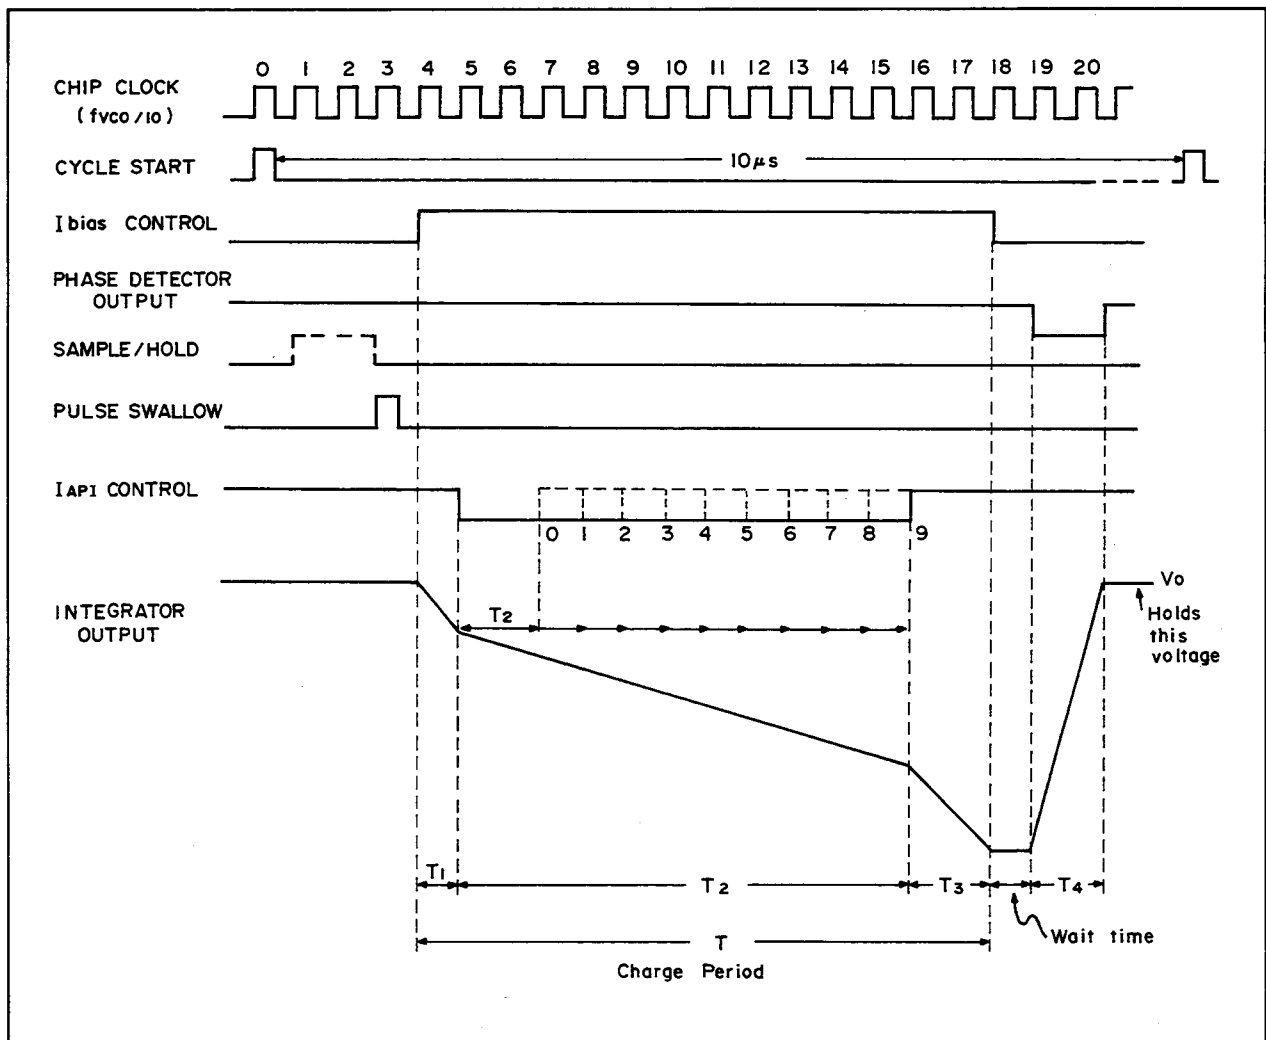 0 1 2 3 4 5 6 7 8 9 10 11 12 13 14 15 16 17 18 19 20
CHIP CLOCK
(fvco/10)
CYCLE START
10μs
I bias CONTROL
PHASE DETECTOR
OUTPUT
SAMPLE/HOLD
PULSE SWALLOW
IAPI CONTROL
0 1 2 3 4 5 6 7 8 9
INTEGRATOR
OUTPUT
T2
Vo
Holds
this
voltage
T1
T2
T3
T4
T
Wait time
Charge Period